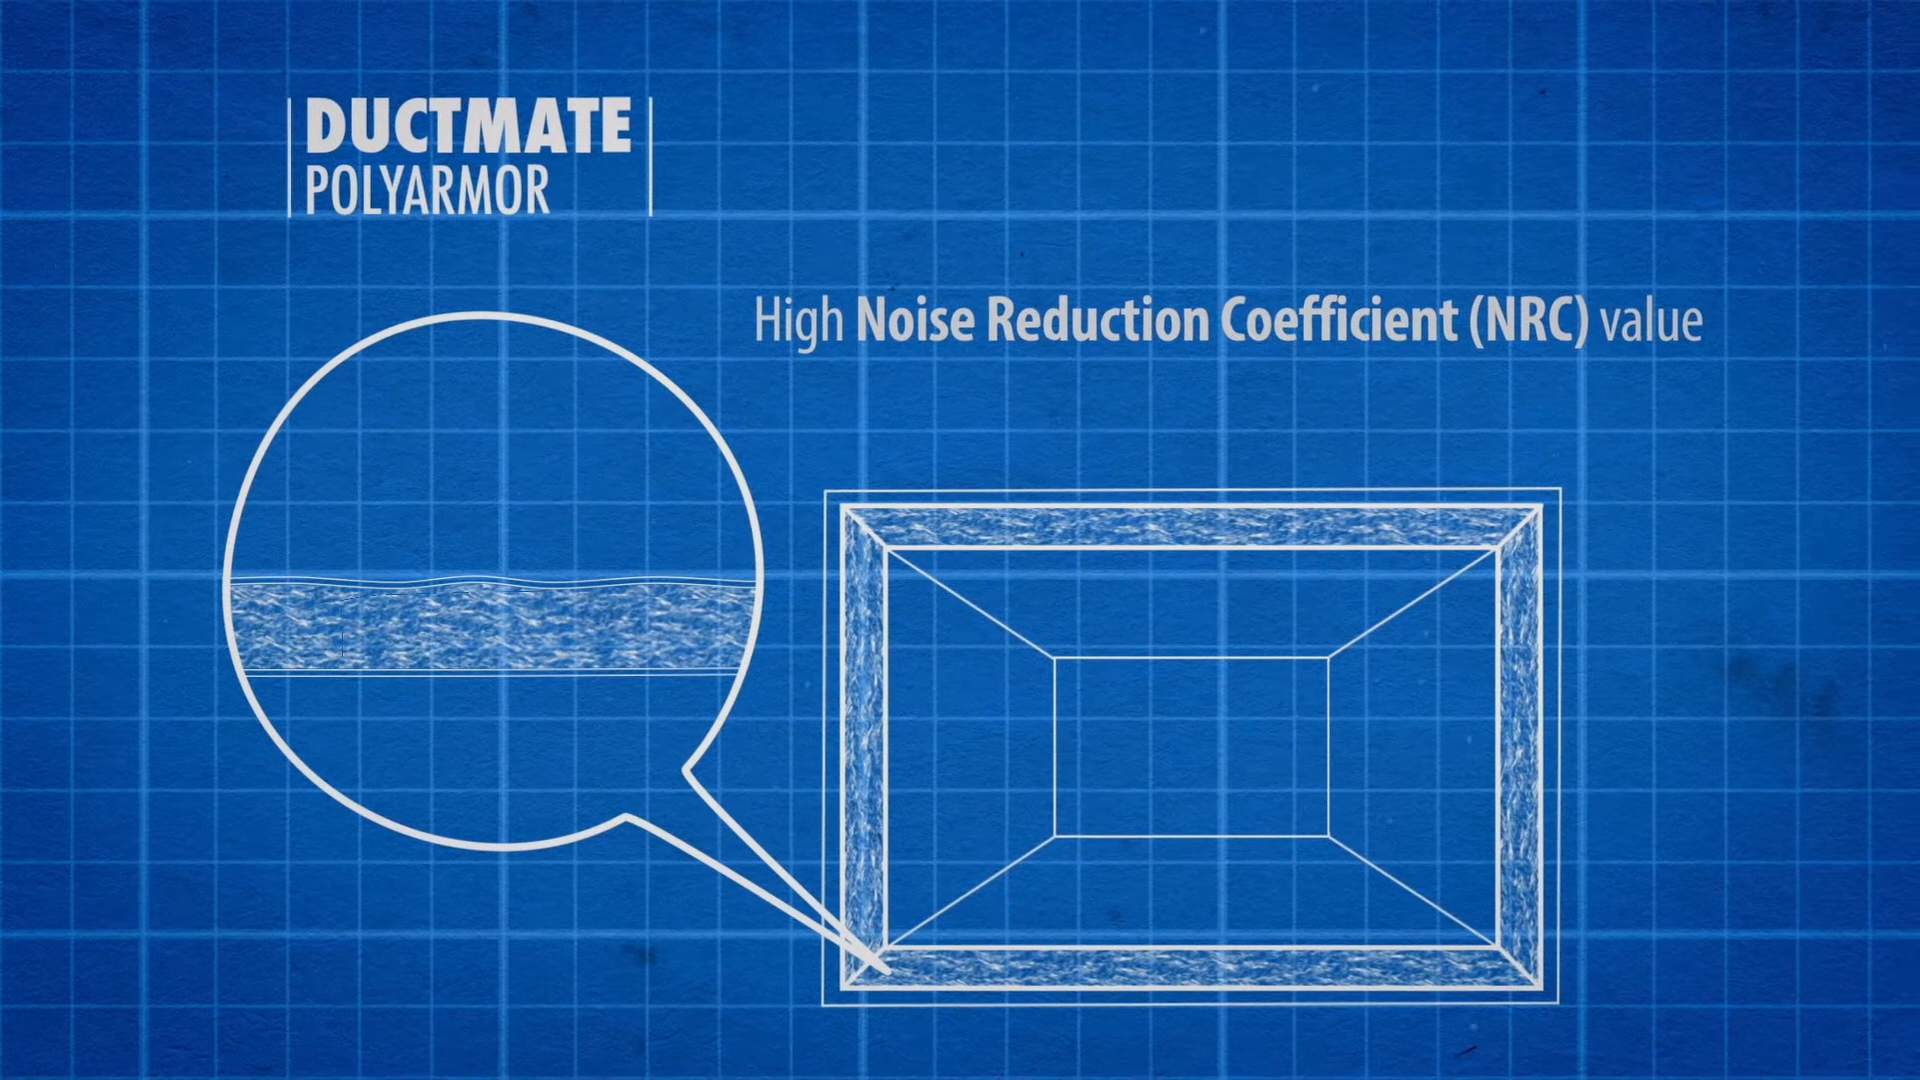 DUCTMATE
POLYARMOR
High Noise Reduction Coefficient (NRC) value